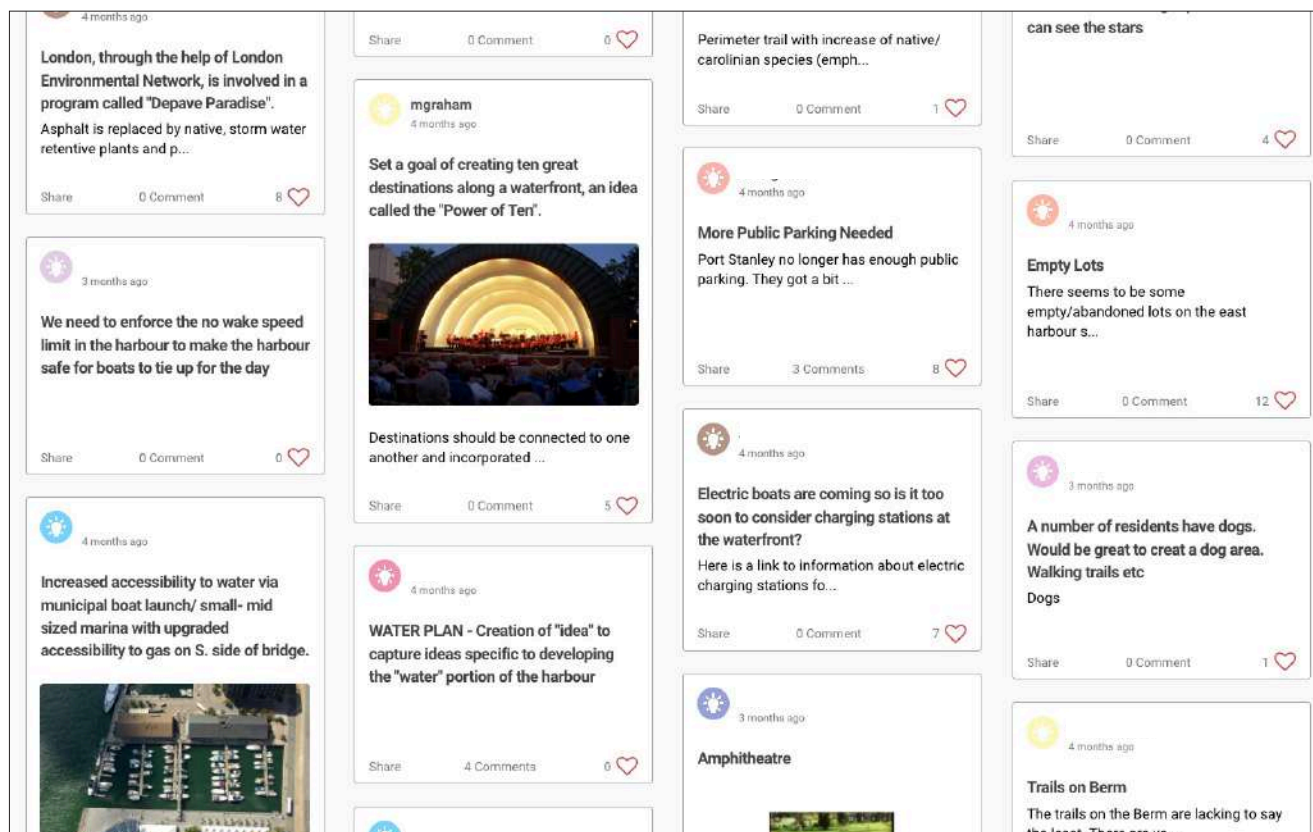 4 months ago
London, through the help of London
Environmental Network, is involved in a
program called "Depave Paradise".
Asphalt is replaced by native, storm water
retentive plants and p...
Share 0 Comment 8
3 months ago
We need to enforce the no wake speed
limit in the harbour to make the harbour
safe for boats to tie up for the day
Share 0 Comment 0
4 months ago
Increased accessibility to water via
municipal boat launch/ small- mid
sized marina with upgraded
accessibility to gas on S. side of bridge.
Share 0 Comment 6
mgraham
4 months ago
Set a goal of creating ten great
destinations along a waterfront, an idea
called the "Power of Ten".
Destinations should be connected to one
another and incorporated ...
Share 0 Comment 5
4 months ago
WATER PLAN - Creation of "idea" to
capture ideas specific to developing
the "water" portion of the harbour
Share 4 Comments 6
Perimeter trail with increase of native/
carolinian species (emph...
Share 0 Comment 1
4 months ago
More Public Parking Needed
Port Stanley no longer has enough public
parking. They got a bit ...
Share 3 Comments 8
4 months ago
Electric boats are coming so is it too
soon to consider charging stations at
the waterfront?
Here is a link to information about electric
charging stations fo...
Share 0 Comment 7
3 months ago
Amphitheatre
can see the stars
Share 0 Comment 4
4 months ago
Empty Lots
There seems to be some
empty/abandoned lots on the east
harbour s...
Share 0 Comment 12
3 months ago
A number of residents have dogs.
Would be great to creat a dog area.
Walking trails etc
Dogs
Share 0 Comment 1
4 months ago
Trails on Berm
The trails on the Berm are lacking to say